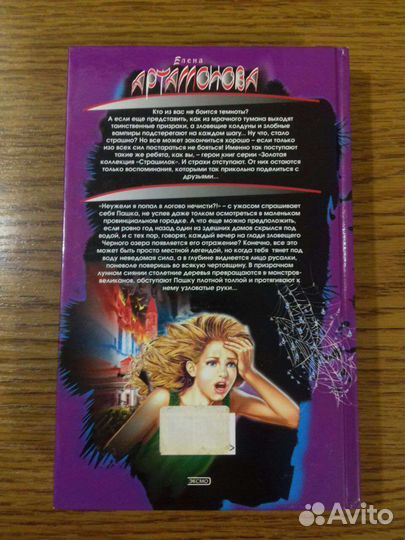 Елена
АРТАМОНОВА
Кто из вас не боится темноты?
А если еще представить, как из мрачного тумана выходят
таинственные призраки, а зловещие колдуны и злобные
вампиры подстерегают на каждом шагу... Ну что, стало
страшно? Но все может закончиться хорошо – если только
изо всех сил постараться не бояться! Именно так поступают
такие же ребята, как вы, – герои книг серии «Золотая
коллекция «Страшилок». И страхи отступают. От них остаются
только воспоминания, которыми так прикольно поделиться с
друзьями...
«Неужели я попал в логово нечисти?!» – с ужасом спрашивает
себя Пашка, не успев даже толком осмотреться в маленьком
провинциальном городке. А что еще можно предположить,
если ровно год назад один из здешних домов скрылся под
водой, и с тех пор, говорят, каждый вечер на глади зловещего
Черного озера появляется его отражение? Конечно, все это
может быть просто местной легендой, но когда тебя тянет под
воду неведомая сила, а в глубине виднеется лицо русалки,
поневоле поверишь во всякую чертовщину. В призрачном
лунном сиянии столетние деревья превращаются в монстров-
великанов, обступают Пашку плотной толпой и протягивают к
нему узловатые руки...
>
ЭКСМО
Avito